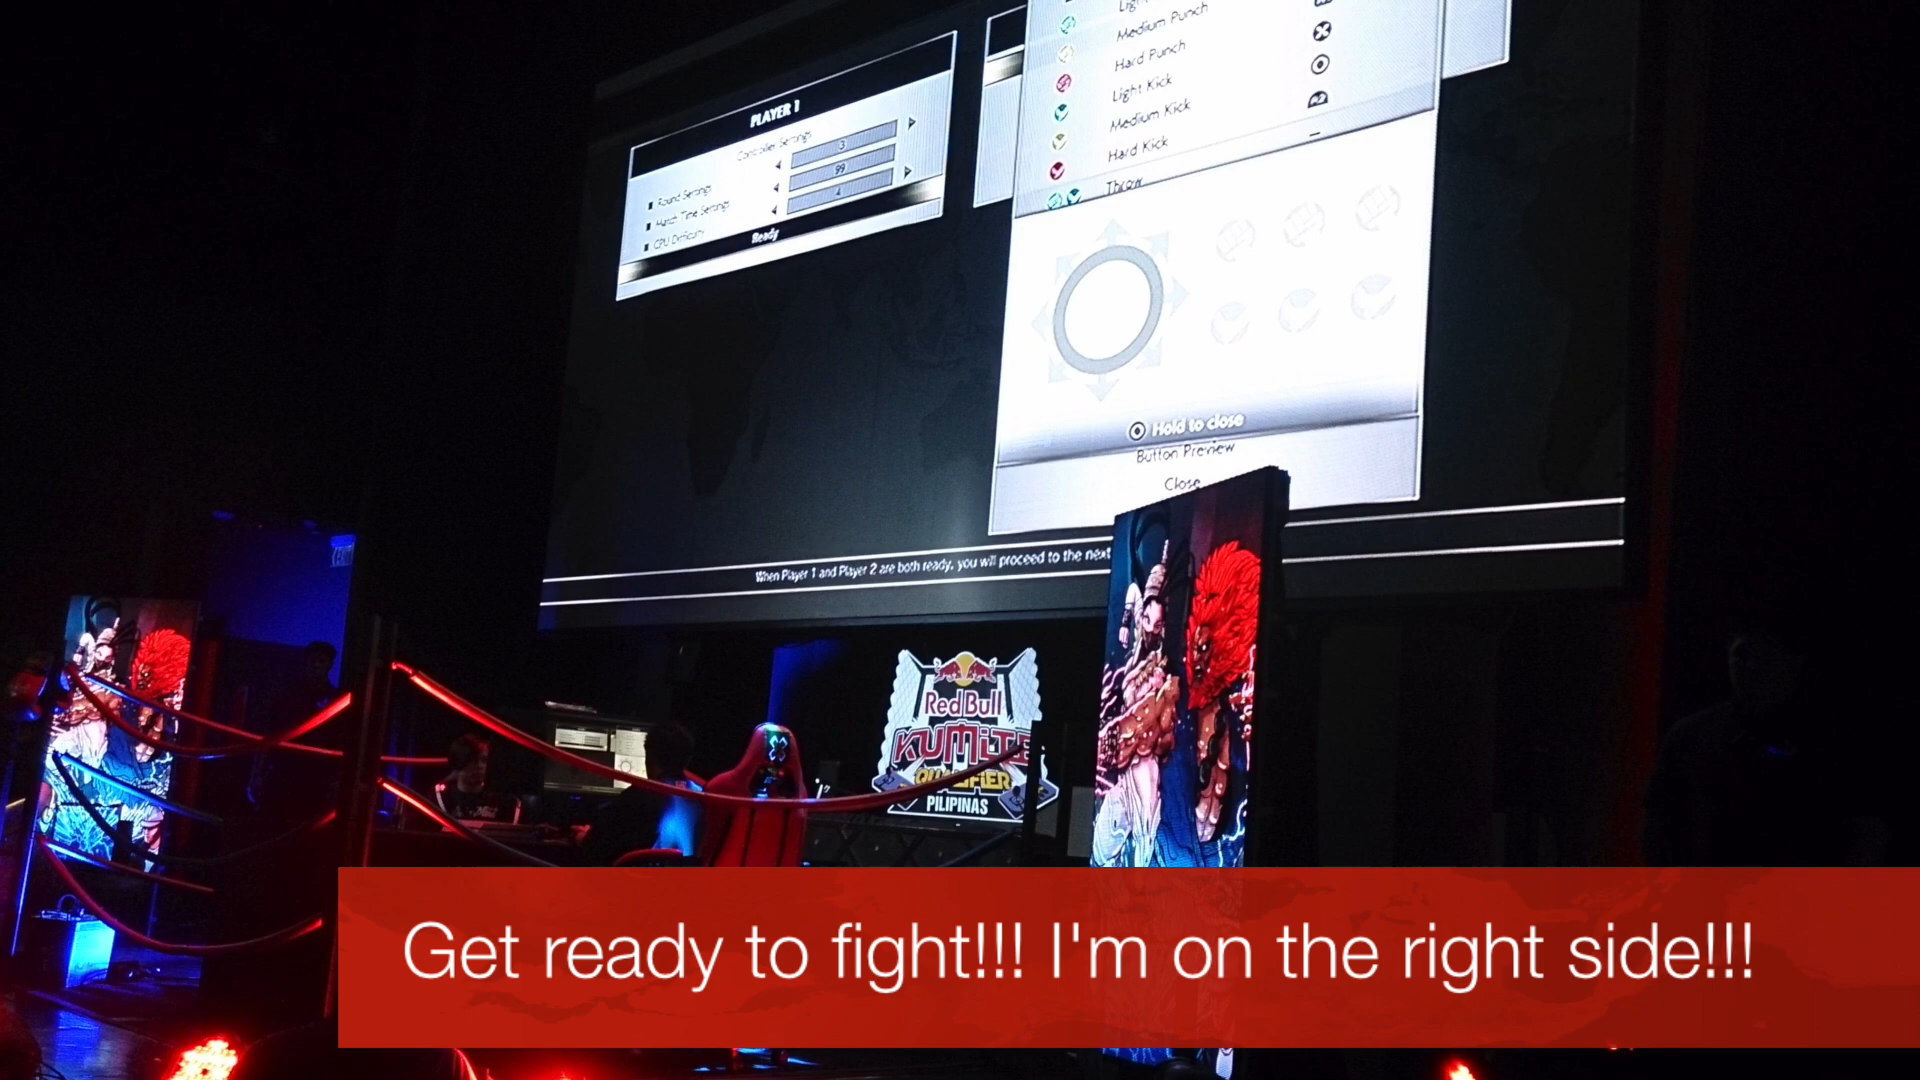 PLAYER 1
Controller Settings
Round Settings 3
Match Time Settings 99
CPU Difficulty 4
Ready
Medium Punch
Hard Punch
Light Kick
Medium Kick
Hard Kick
Throw
Hold to close
Button Preview
Close
When Player 1 and Player 2 are both ready, you will proceed to the next
Red Bull
KUMITE
QUALIFIER
PILIPINAS
Get ready to fight!!! I'm on the right side!!!